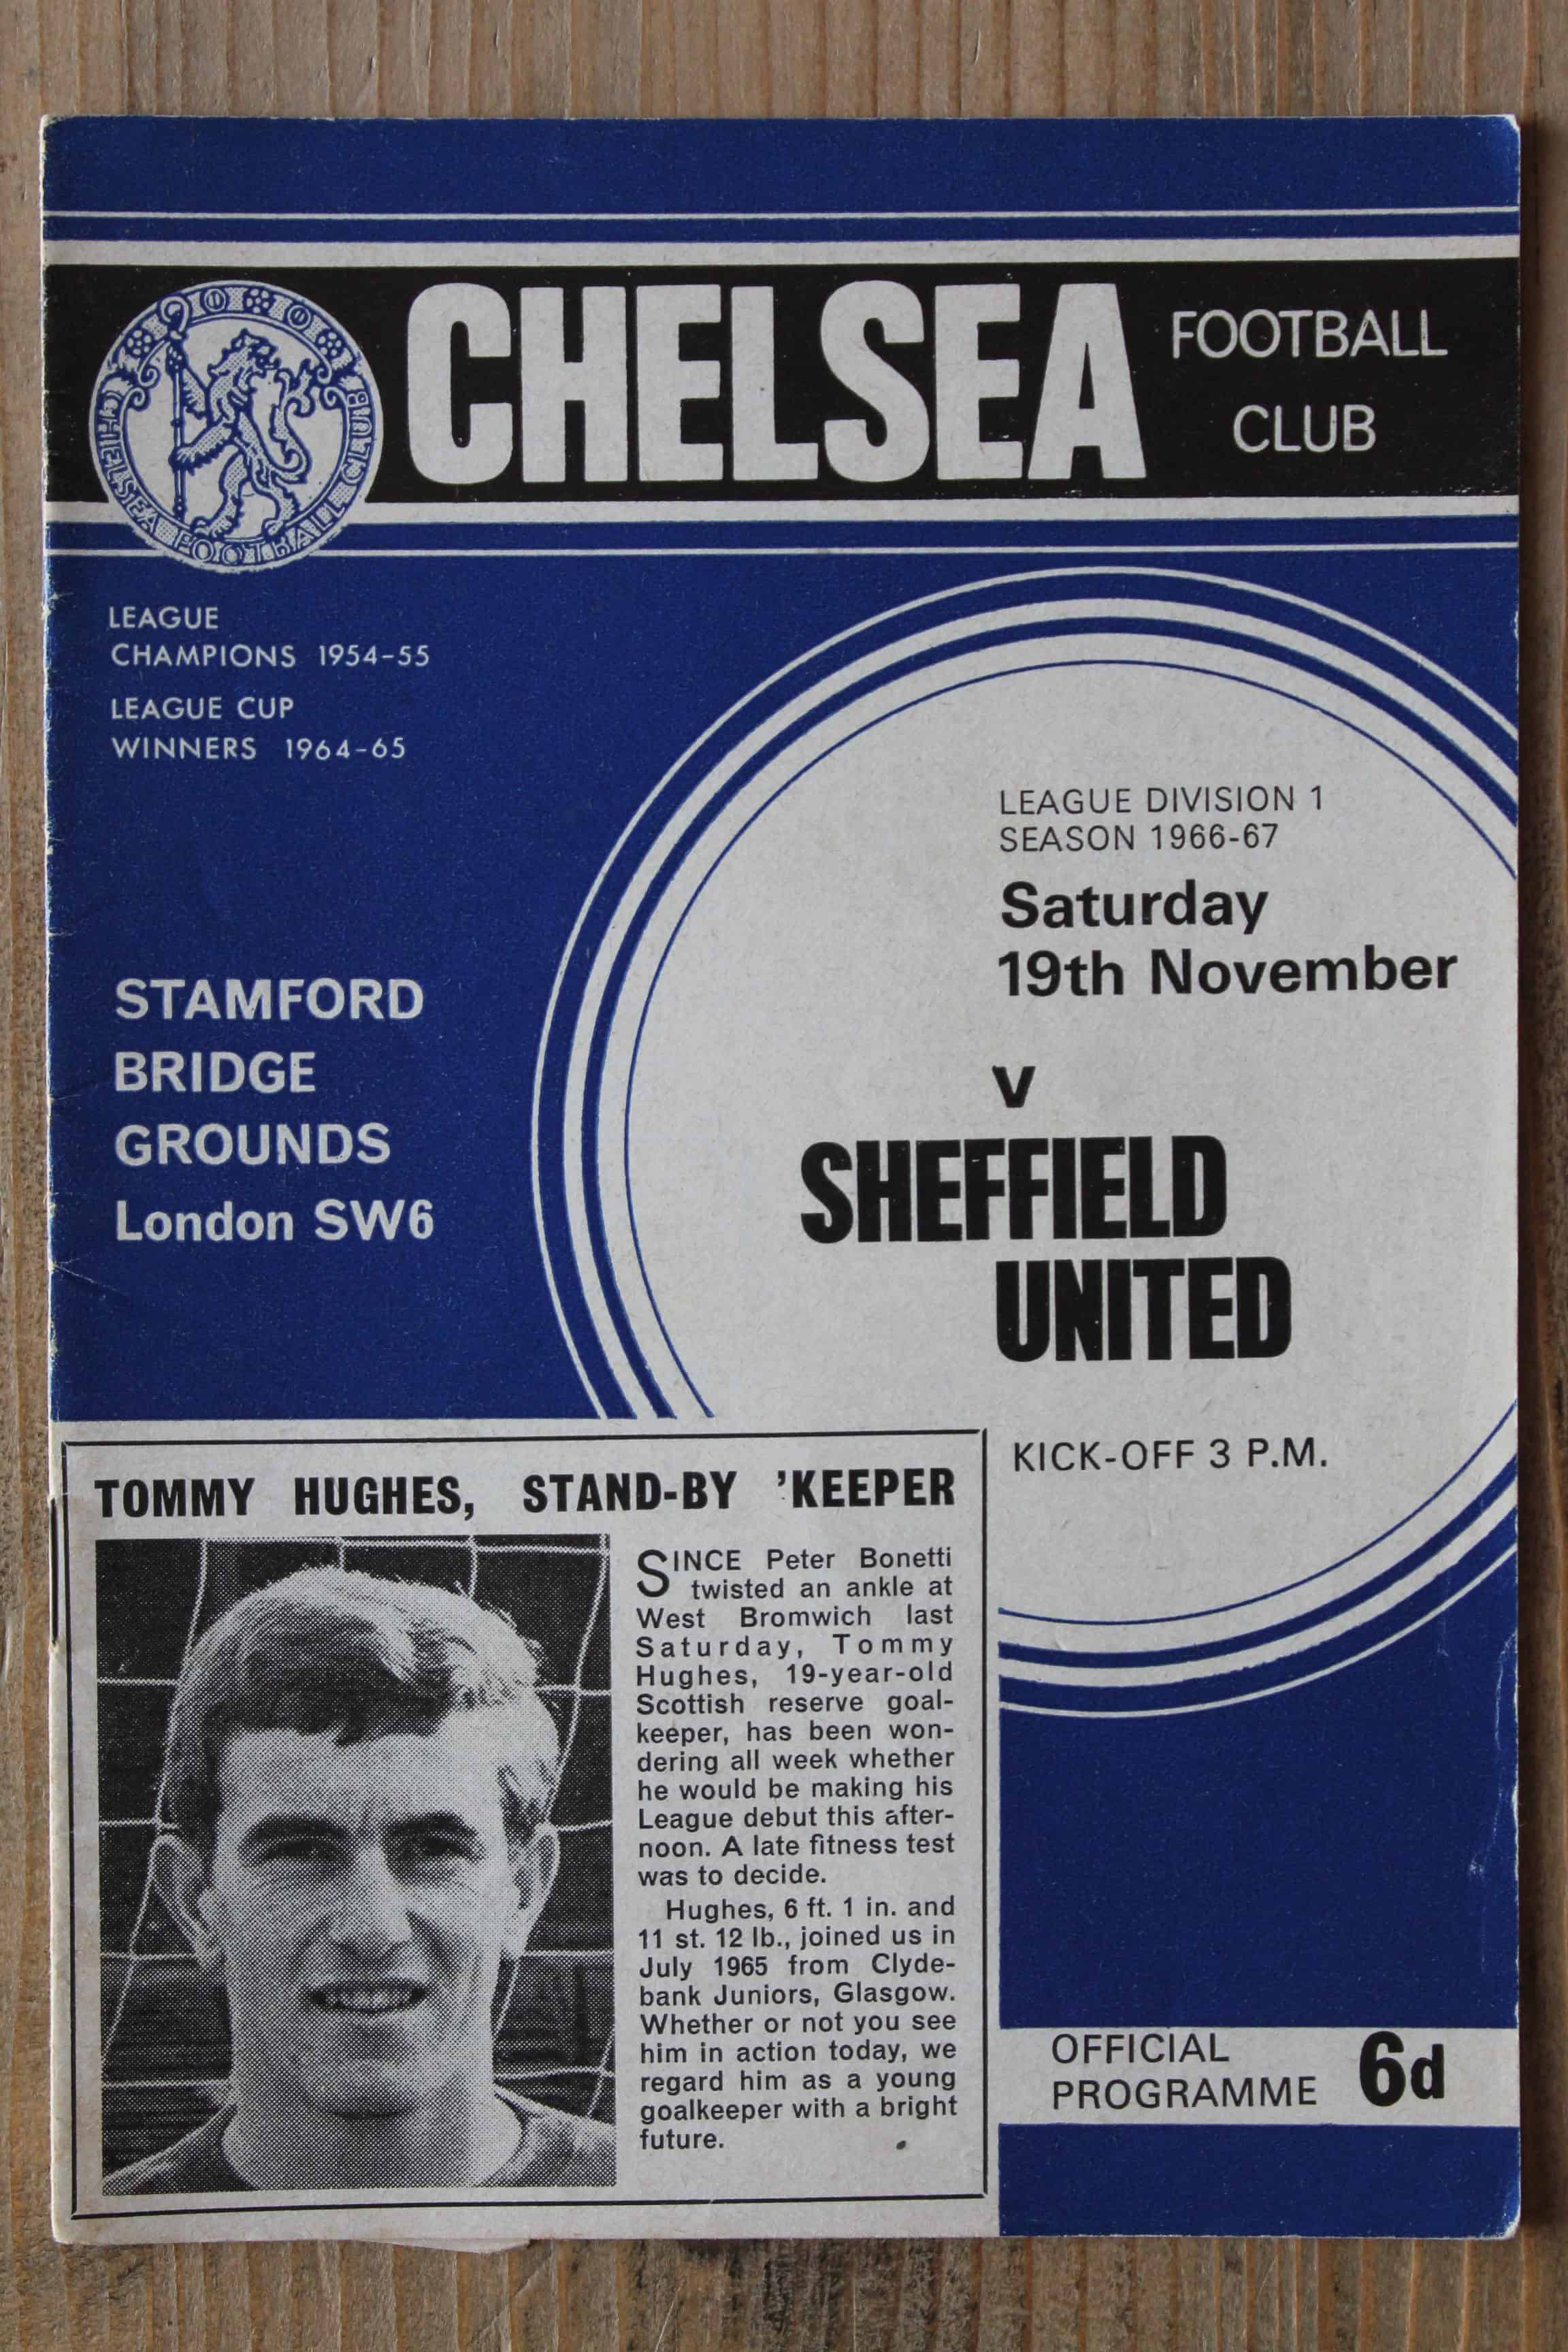 CHELSEA FOOTBALL CLUB
CHELSEA
FOOTBALL
CLUB
LEAGUE
CHAMPIONS 1954-55
LEAGUE CUP
WINNERS 1964-65
STAMFORD
BRIDGE
GROUNDS
London SW6
LEAGUE DIVISION 1
SEASON 1966-67
Saturday
19th November
v
SHEFFIELD
UNITED
KICK-OFF 3 P.M.
TOMMY HUGHES, STAND-BY 'KEEPER
SINCE Peter Bonetti
twisted an ankle at
West Bromwich last
Saturday, Tommy
Hughes, 19-year-old
Scottish reserve goal-
keeper, has been won-
dering all week whether
he would be making his
League debut this after-
noon. A late fitness test
was to decide.
Hughes, 6 ft. 1 in. and
11 st. 12 lb., joined us in
July 1965 from Clyde-
bank Juniors, Glasgow.
Whether or not you see
him in action today, we
regard him as a young
goalkeeper with a bright
future.
OFFICIAL
PROGRAMME 6d